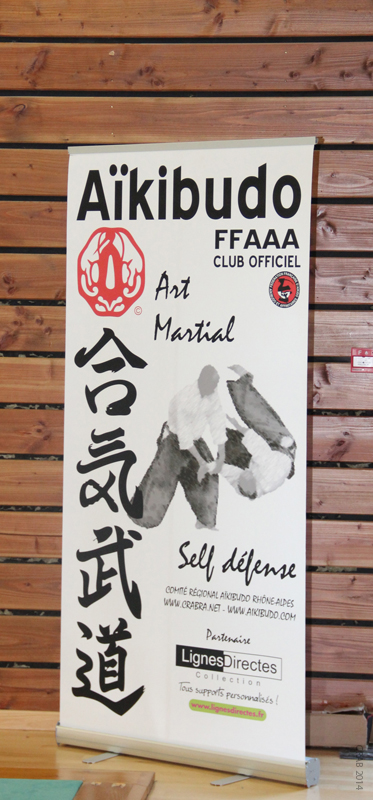 Aïkibudo
FFAAA
CLUB OFFICIEL
©
Art
Martial
合気武道
Self défense
COMITÉ RÉGIONAL AÏKIBUDO RHÔNE-ALPES
WWW.CRABRA.NET - WWW.AIKIBUDO.COM
Partenaire
LignesDirectes
Collection
Tous supports personnalisés !
www.lignesdirectes.fr
2014